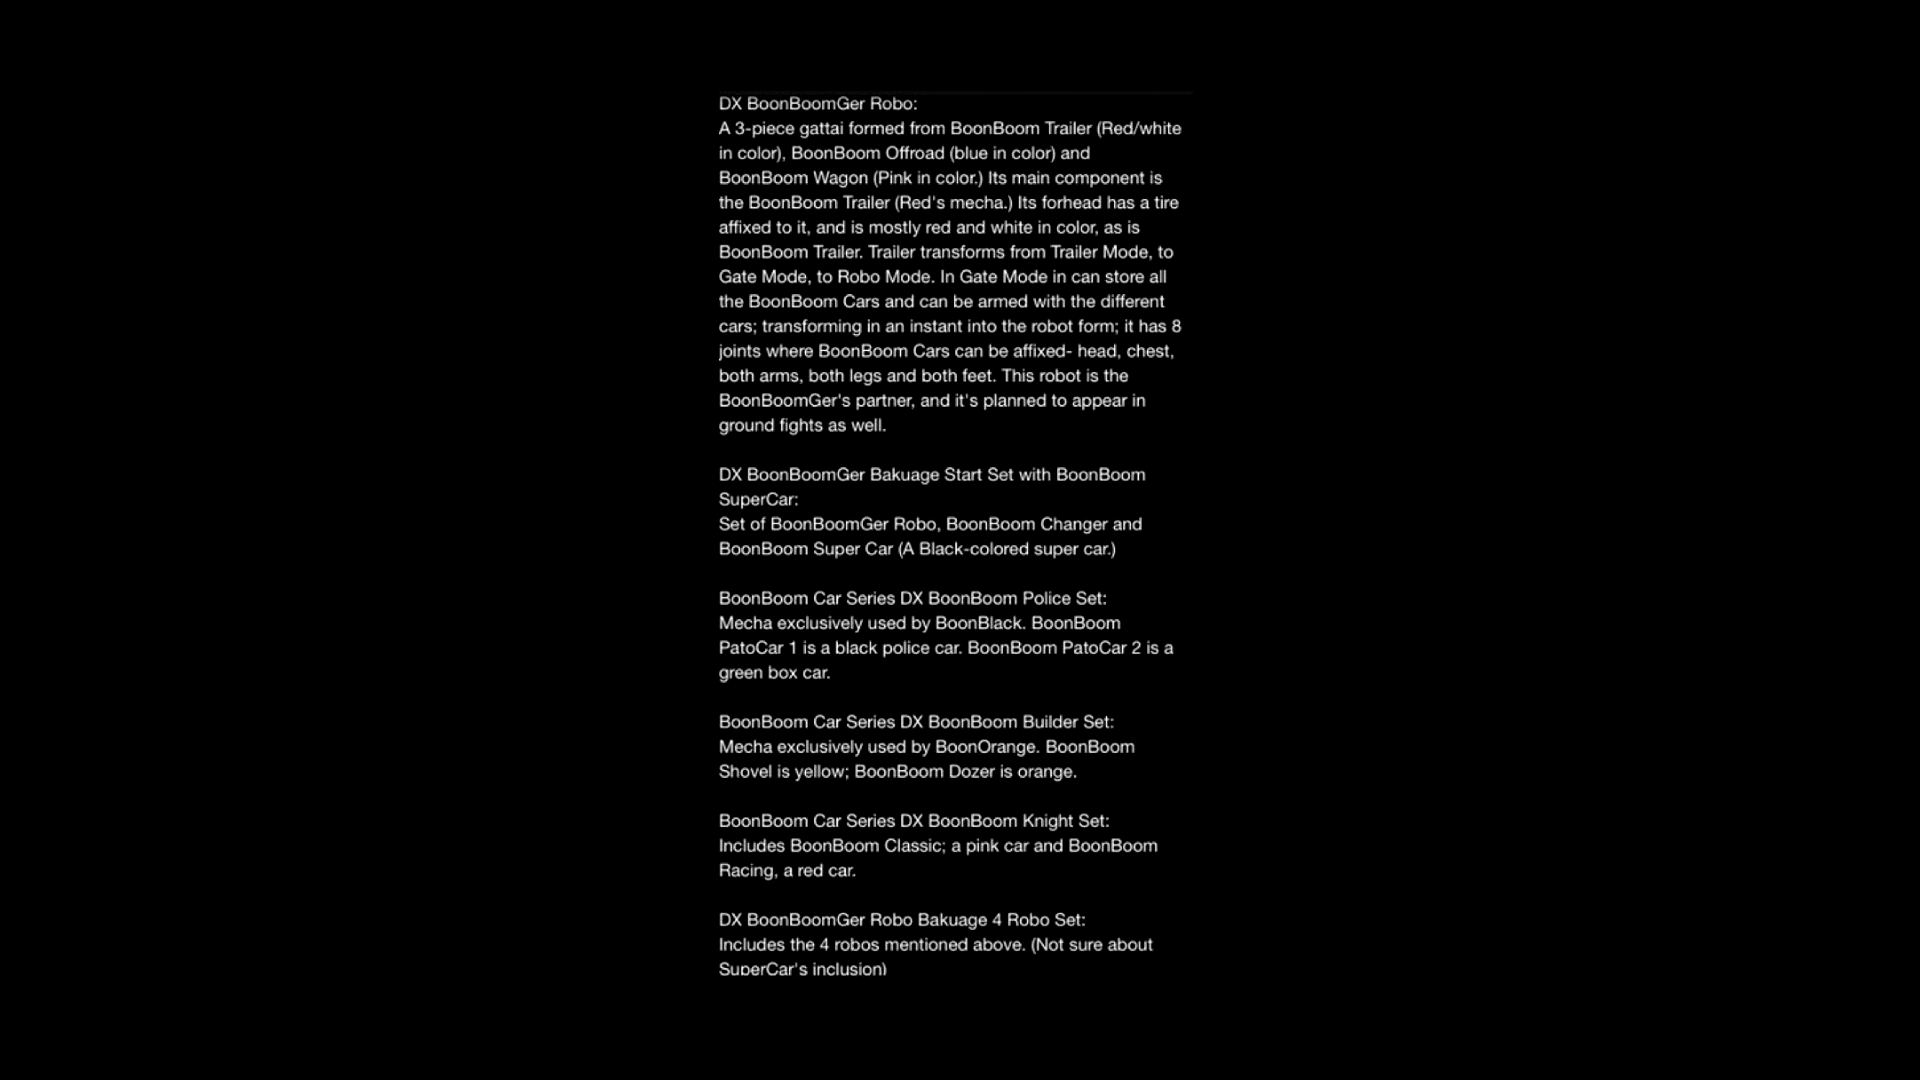 DX BoonBoomGer Robo:
A 3-piece gattai formed from BoonBoom Trailer (Red/white
in color), BoonBoom Offroad (blue in color) and
BoonBoom Wagon (Pink in color.) Its main component is
the BoonBoom Trailer (Red's mecha.) Its forhead has a tire
affixed to it, and is mostly red and white in color, as is
BoonBoom Trailer. Trailer transforms from Trailer Mode, to
Gate Mode, to Robo Mode. In Gate Mode in can store all
the BoonBoom Cars and can be armed with the different
cars; transforming in an instant into the robot form; it has 8
joints where BoonBoom Cars can be affixed- head, chest,
both arms, both legs and both feet. This robot is the
BoonBoomGer's partner, and it's planned to appear in
ground fights as well.
DX BoonBoomGer Bakuage Start Set with BoonBoom
SuperCar:
Set of BoonBoomGer Robo, BoonBoom Changer and
BoonBoom Super Car (A Black-colored super car.)
BoonBoom Car Series DX BoonBoom Police Set:
Mecha exclusively used by BoonBlack. BoonBoom
PatoCar 1 is a black police car. BoonBoom PatoCar 2 is a
green box car.
BoonBoom Car Series DX BoonBoom Builder Set:
Mecha exclusively used by BoonOrange. BoonBoom
Shovel is yellow; BoonBoom Dozer is orange.
BoonBoom Car Series DX BoonBoom Knight Set:
Includes BoonBoom Classic; a pink car and BoonBoom
Racing, a red car.
DX BoonBoomGer Robo Bakuage 4 Robo Set:
Includes the 4 robos mentioned above. (Not sure about
SuperCar's inclusion)